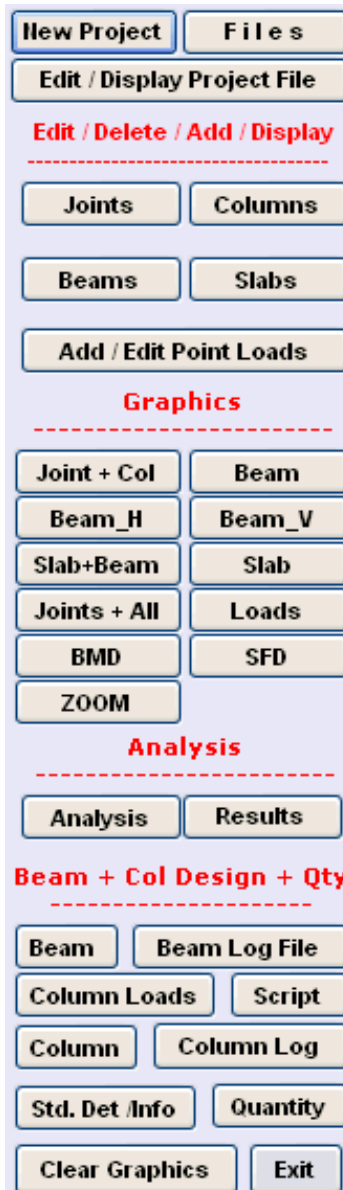 New Project F i l e s
Edit / Display Project File
Edit / Delete / Add / Display
Joints Columns
Beams Slabs
Add / Edit Point Loads
Graphics
Joint + Col Beam
Beam_H Beam_V
Slab+Beam Slab
Joints + All Loads
BMD SFD
ZOOM
Analysis
Analysis Results
Beam + Col Design + Qty
Beam Beam Log File
Column Loads Script
Column Column Log
Std. Det /Info Quantity
Clear Graphics Exit